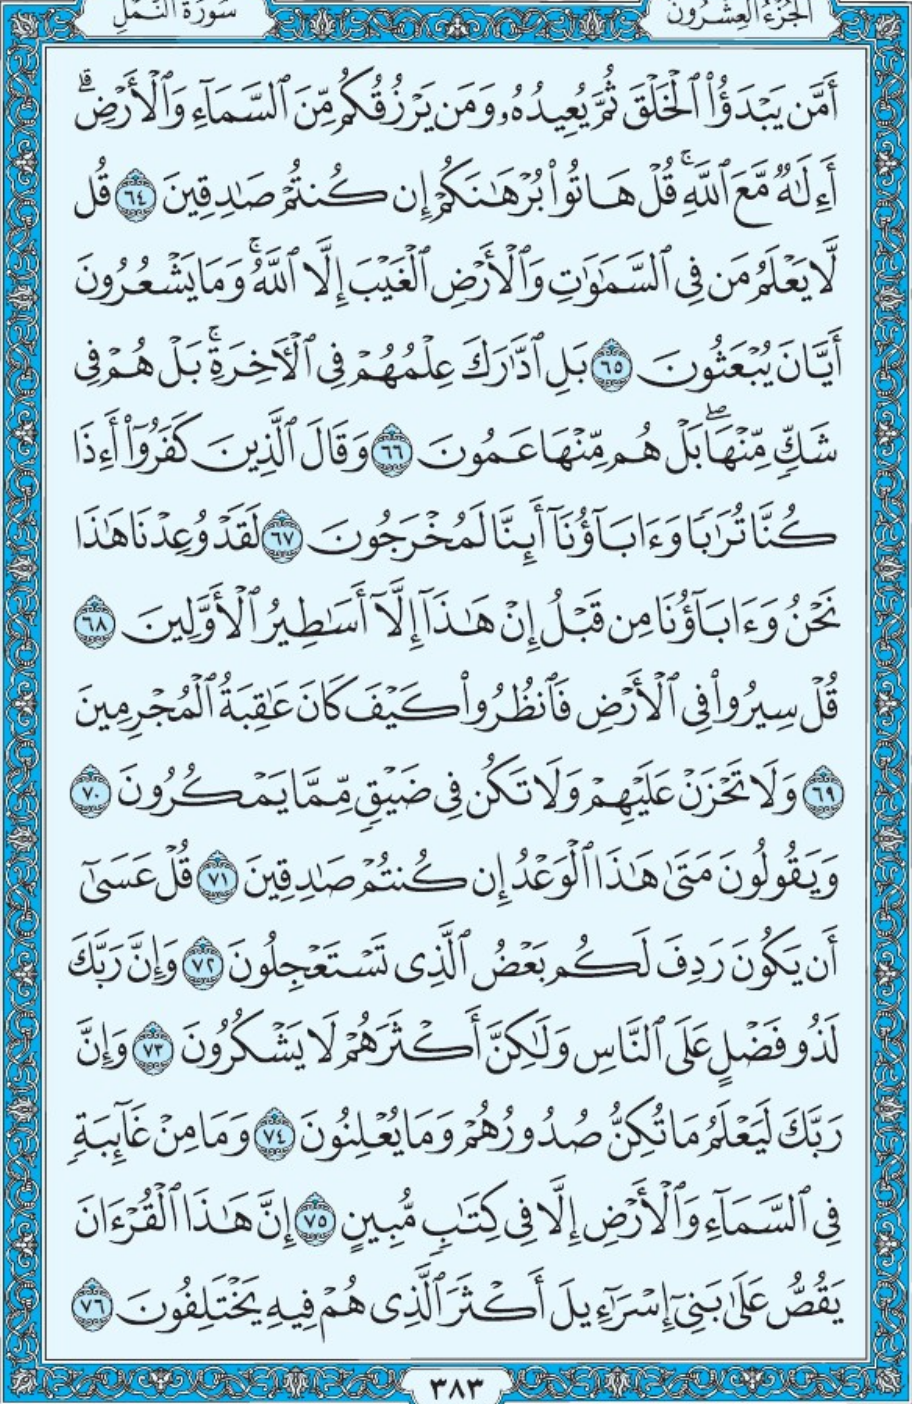 الجزء العشرون
سورة النمل
أَمَّن يَبْدَؤُا۟ ٱلْخَلْقَ ثُمَّ يُعِيدُهُۥ وَمَن يَرْزُقُكُم مِّنَ ٱلسَّمَآءِ وَٱلْأَرْضِ ۗ
أَءِلَٰهٌ مَّعَ ٱللَّهِ ۚ قُلْ هَاتُوا۟ بُرْهَٰنَكُمْ إِن كُنتُمْ صَٰدِقِينَ ٦٤ قُل
لَّا يَعْلَمُ مَن فِى ٱلسَّمَٰوَٰتِ وَٱلْأَرْضِ ٱلْغَيْبَ إِلَّا ٱللَّهُ ۚ وَمَا يَشْعُرُونَ
أَيَّانَ يُبْعَثُونَ ٦٥ بَلِ ٱدَّٰرَكَ عِلْمُهُمْ فِى ٱلْـَٔاخِرَةِ ۚ بَلْ هُمْ فِى
شَكٍّ مِّنْهَا ۖ بَلْ هُم مِّنْهَا عَمُونَ ٦٦ وَقَالَ ٱلَّذِينَ كَفَرُوٓا۟ أَءِذَا
كُنَّا تُرَٰبًا وَءَابَآؤُنَآ أَئِنَّا لَمُخْرَجُونَ ٦٧ لَقَدْ وُعِدْنَا هَٰذَا
نَحْنُ وَءَابَآؤُنَا مِن قَبْلُ إِنْ هَٰذَآ إِلَّآ أَسَٰطِيرُ ٱلْأَوَّلِينَ ٦٨
قُلْ سِيرُوا۟ فِى ٱلْأَرْضِ فَٱنظُرُوا۟ كَيْفَ كَانَ عَٰقِبَةُ ٱلْمُجْرِمِينَ
٦٩ وَلَا تَحْزَنْ عَلَيْهِمْ وَلَا تَكُن فِى ضَيْقٍ مِّمَّا يَمْكُرُونَ ٧٠
وَيَقُولُونَ مَتَىٰ هَٰذَا ٱلْوَعْدُ إِن كُنتُمْ صَٰدِقِينَ ٧١ قُلْ عَسَىٰٓ
أَن يَكُونَ رَدِفَ لَكُم بَعْضُ ٱلَّذِى تَسْتَعْجِلُونَ ٧٢ وَإِنَّ رَبَّكَ
لَذُو فَضْلٍ عَلَى ٱلنَّاسِ وَلَٰكِنَّ أَكْثَرَهُمْ لَا يَشْكُرُونَ ٧٣ وَإِنَّ
رَبَّكَ لَيَعْلَمُ مَا تُكِنُّ صُدُورُهُمْ وَمَا يُعْلِنُونَ ٧٤ وَمَا مِنْ غَآئِبَةٍ
فِى ٱلسَّمَآءِ وَٱلْأَرْضِ إِلَّا فِى كِتَٰبٍ مُّبِينٍ ٧٥ إِنَّ هَٰذَا ٱلْقُرْءَانَ
يَقُصُّ عَلَىٰ بَنِىٓ إِسْرَٰٓءِيلَ أَكْثَرَ ٱلَّذِى هُمْ فِيهِ يَخْتَلِفُونَ ٧٦
٣٨٣